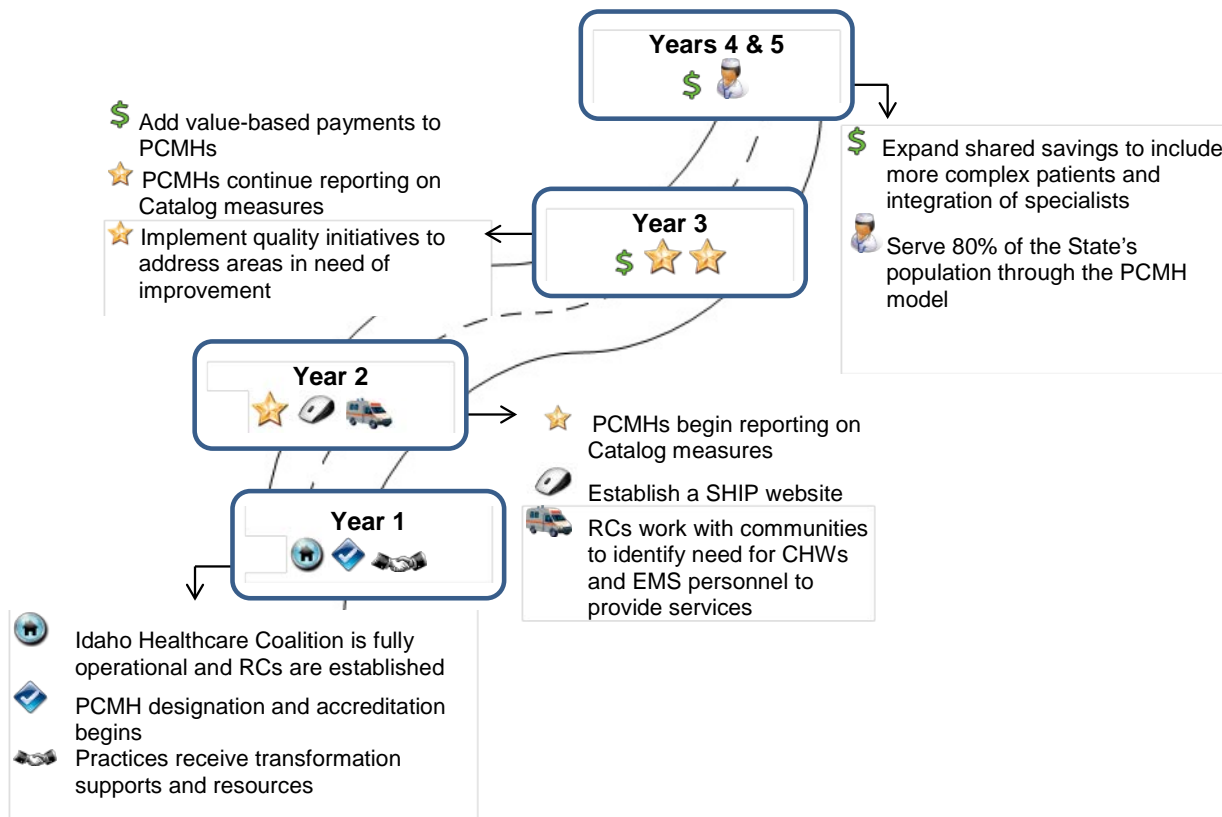 Years 4 & 5
Add value-based payments to
PCMHs
PCMHs continue reporting on
Catalog measures
Implement quality initiatives to
address areas in need of
improvement
Expand shared savings to include
more complex patients and
integration of specialists
Serve 80% of the State’s
population through the PCMH
model
Year 3
Year 2
PCMHs begin reporting on
Catalog measures
Establish a SHIP website
RCs work with communities
to identify need for CHWs
and EMS personnel to
provide services
Year 1
Idaho Healthcare Coalition is fully
operational and RCs are established
PCMH designation and accreditation
begins
Practices receive transformation
supports and resources